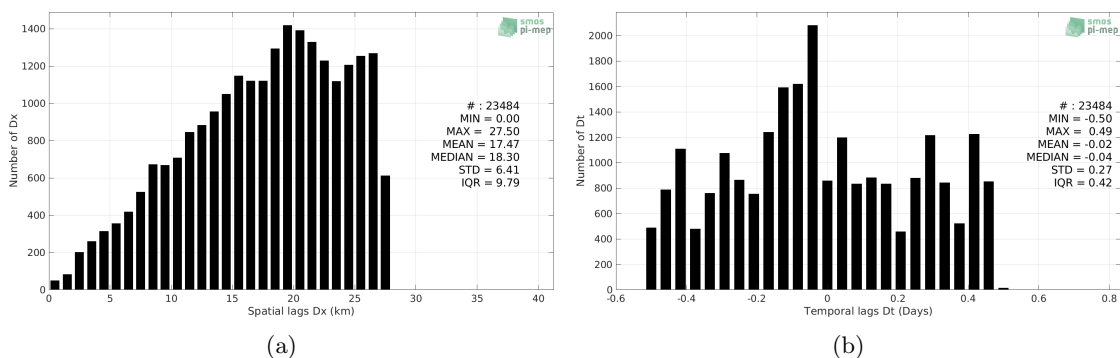 smos
pi-mep
1400
1200
1000
800
600
400
200
0
Number of Dx
# : 23484
MIN = 0.00
MAX = 27.50
MEAN = 17.47
MEDIAN = 18.30
STD = 6.41
IQR = 9.79
0 5 10 15 20 25 30 35 40
Spatial lags Dx (km)
(a)
smos
pi-mep
2000
1800
1600
1400
1200
1000
800
600
400
200
0
Number of Dt
# : 23484
MIN = -0.50
MAX = 0.49
MEAN = -0.02
MEDIAN = -0.04
STD = 0.27
IQR = 0.42
-0.6 -0.4 -0.2 0 0.2 0.4 0.6 0.8
Temporal lags Dt (Days)
(b)